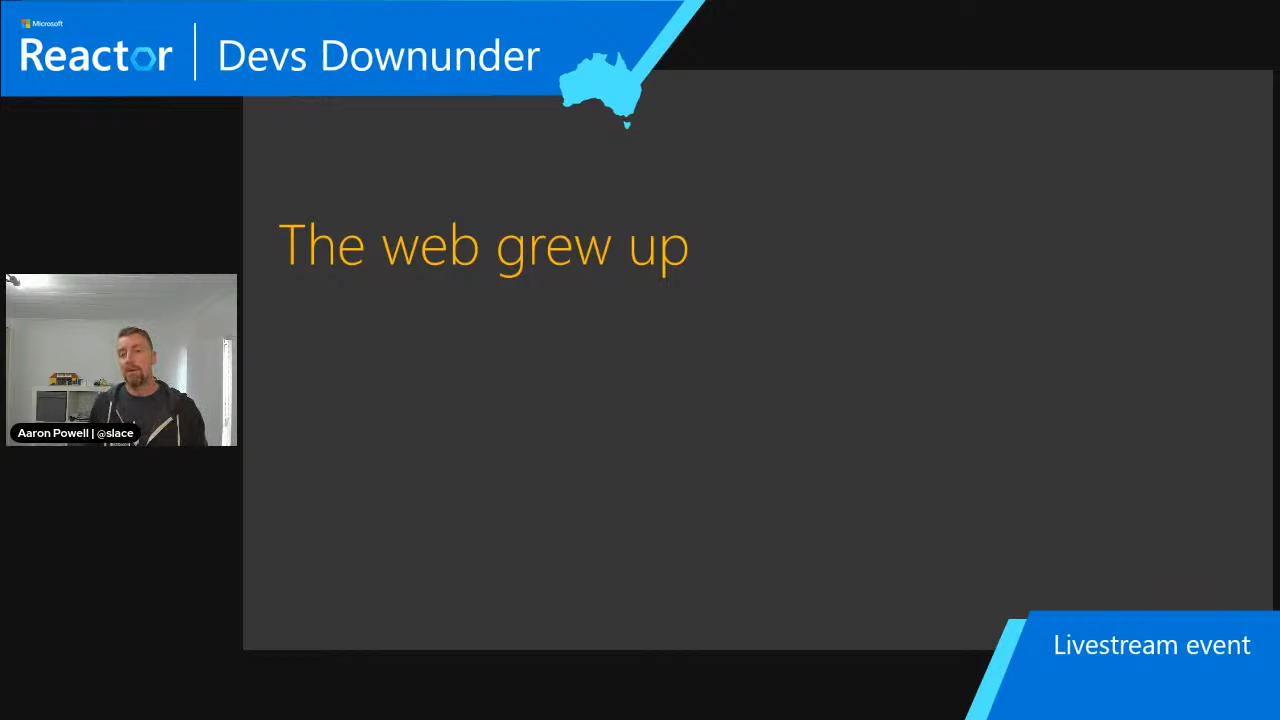 Microsoft
Reactor
Devs Downunder
The web grew up
Aaron Powell | @slace
Livestream event